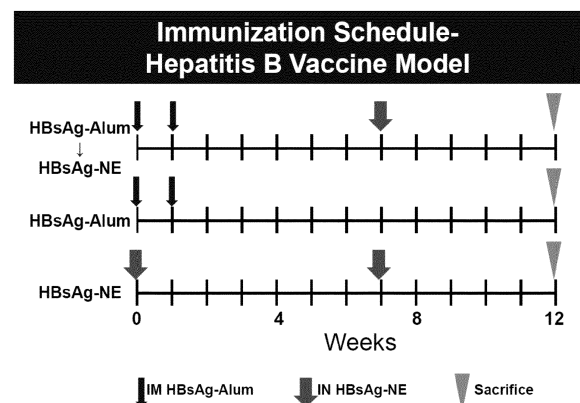 Immunization Schedule-
Hepatitis B Vaccine Model
HBsAg-Alum
↓
HBsAg-NE
HBsAg-Alum
HBsAg-NE
0 4 8 12
Weeks
IM HBsAg-Alum IN HBsAg-NE Sacrifice